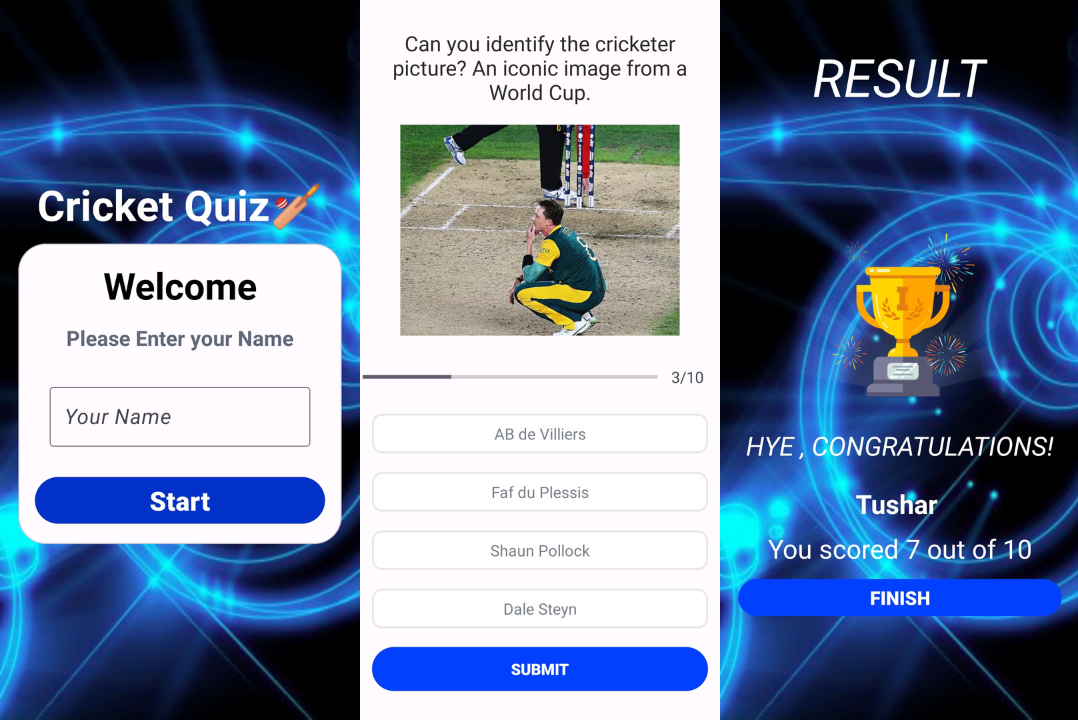 Cricket Quiz
Welcome
Please Enter your Name
Your Name
Start
Can you identify the cricketer
picture? An iconic image from a
World Cup.
3/10
AB de Villiers
Faf du Plessis
Shaun Pollock
Dale Steyn
SUBMIT
RESULT
HYE , CONGRATULATIONS!
Tushar
You scored 7 out of 10
FINISH